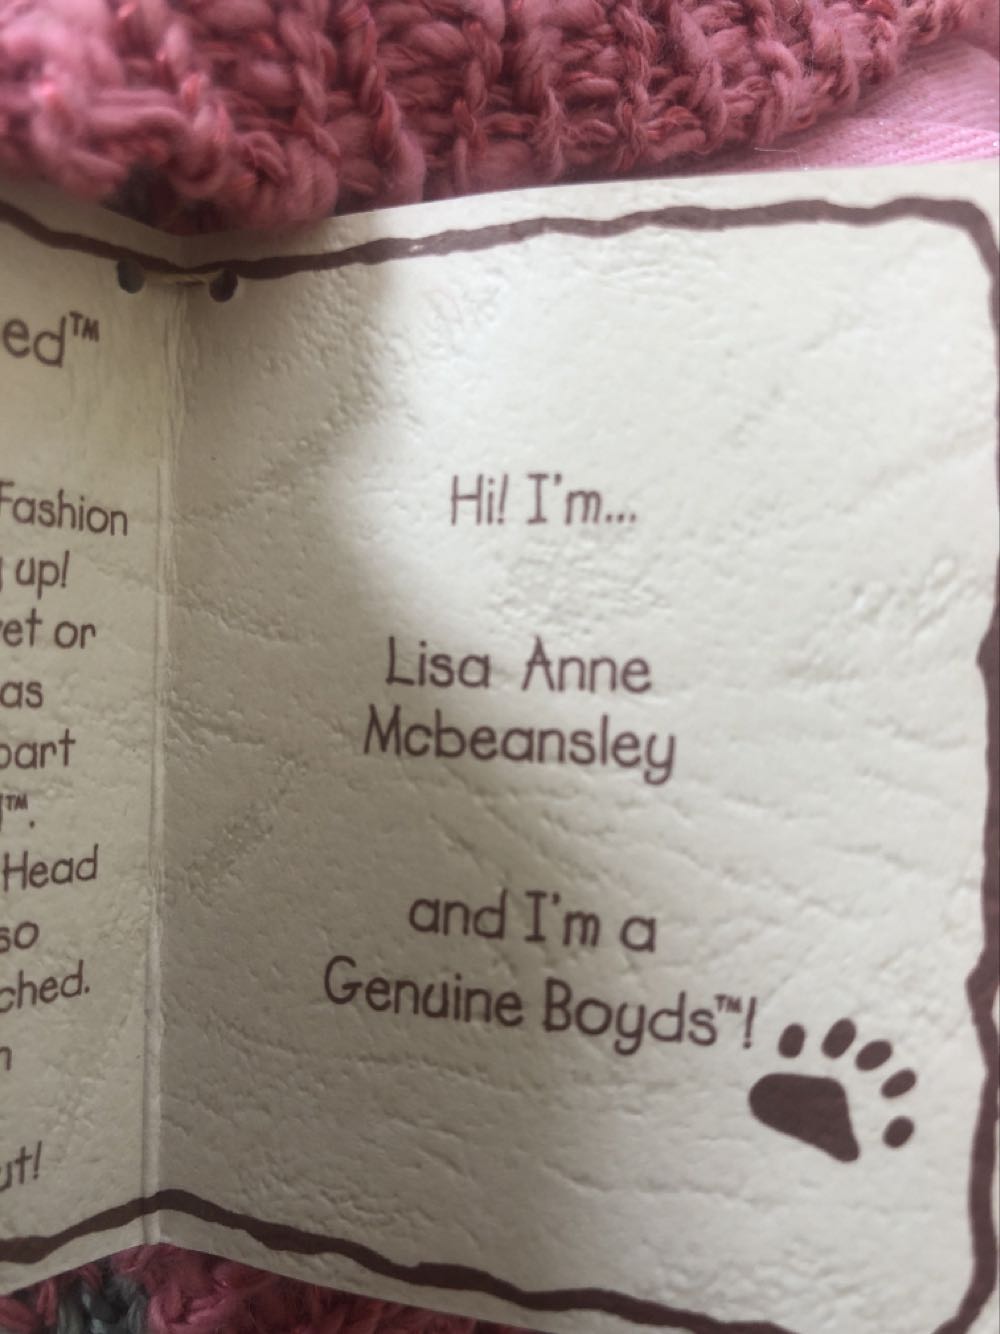 ed™
Fashion
up!
et or
as
part
™.
Head
so
ched.
n
ut!
Hi! I'm...
Lisa Anne
Mcbeansley
and I'm a
Genuine Boyds™!